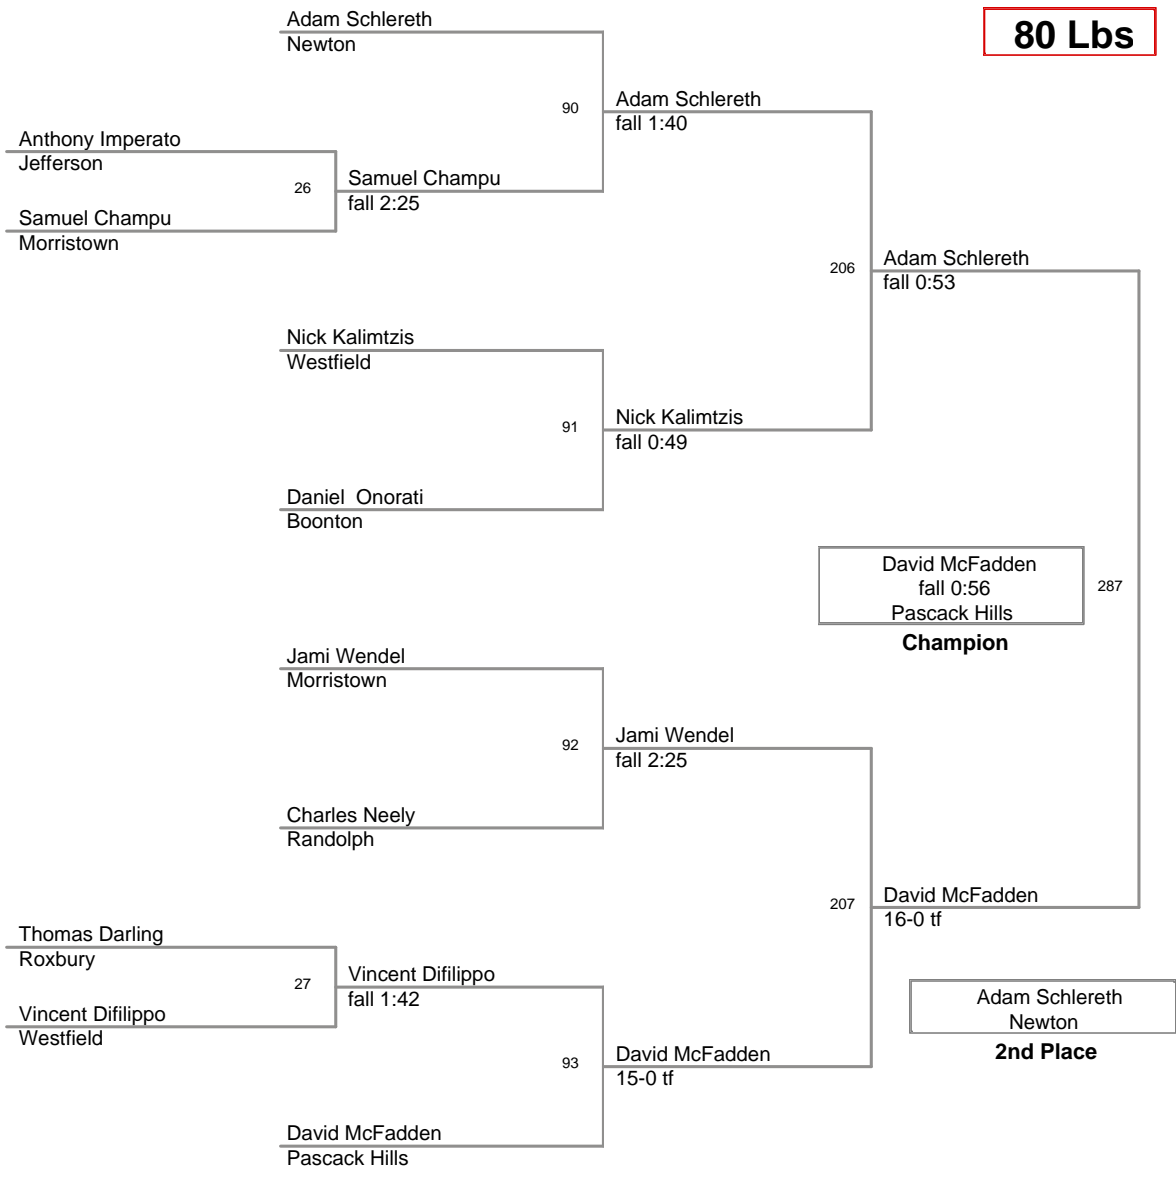 Adam Schlereth
Newton
80 Lbs
90
Adam Schlereth
fall 1:40
Anthony Imperato
Jefferson
26
Samuel Champu
fall 2:25
Samuel Champu
Morristown
206
Adam Schlereth
fall 0:53
Nick Kalimtzis
Westfield
91
Nick Kalimtzis
fall 0:49
Daniel  Onorati
Boonton
David McFadden
fall 0:56
Pascack Hills
287
Champion
Jami Wendel
Morristown
92
Jami Wendel
fall 2:25
Charles Neely
Randolph
207
David McFadden
16-0 tf
Thomas Darling
Roxbury
27
Vincent Difilippo
fall 1:42
Vincent Difilippo
Westfield
Adam Schlereth
Newton
2nd Place
93
David McFadden
15-0 tf
David McFadden
Pascack Hills